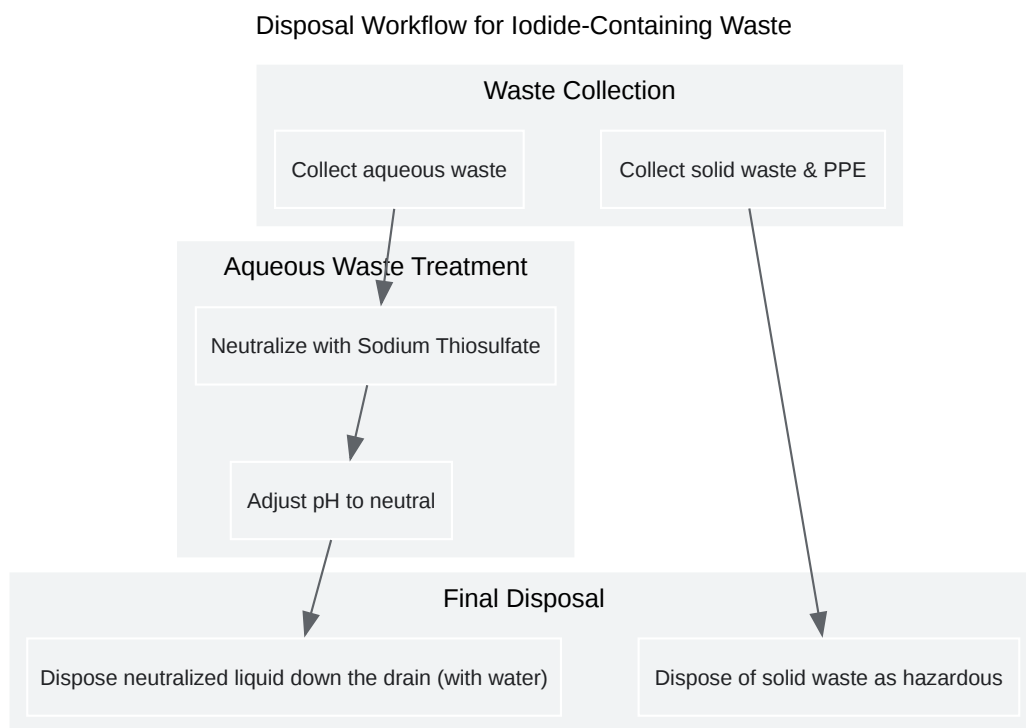 Disposal Workflow for Iodide-Containing Waste
Waste Collection
Collect aqueous waste
Collect solid waste & PPE
Aqueous Waste Treatment
Neutralize with Sodium Thiosulfate
Adjust pH to neutral
Final Disposal
Dispose neutralized liquid down the drain (with water)
Dispose of solid waste as hazardous